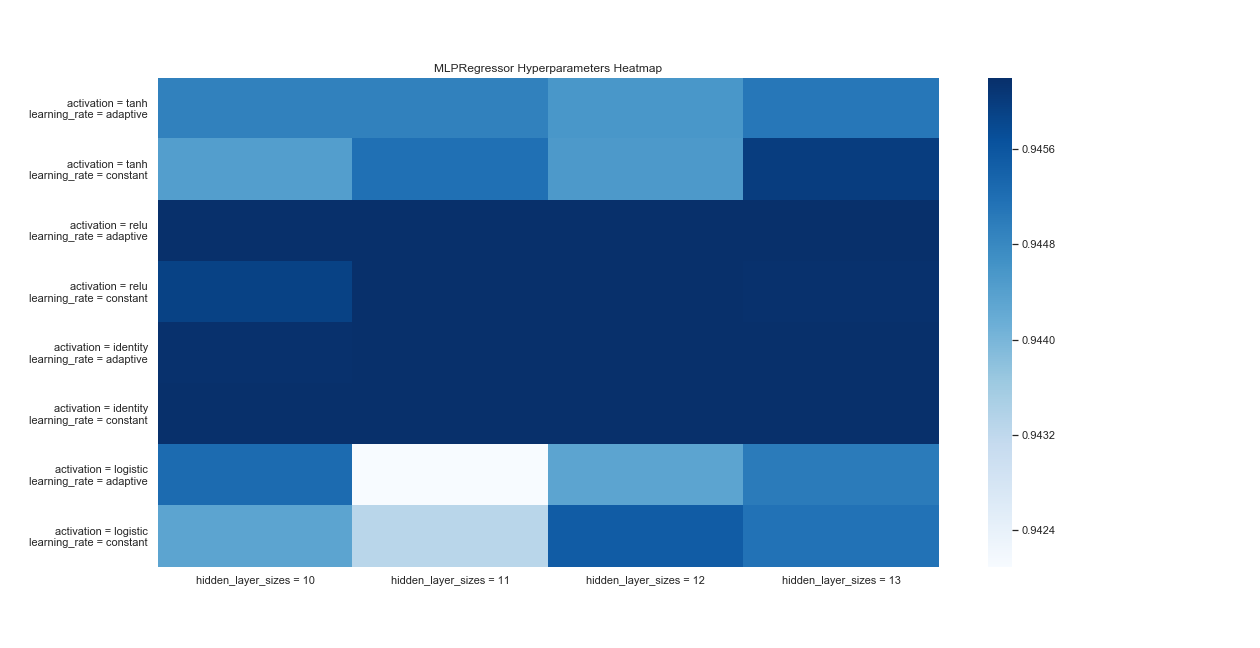 MLPRegressor Hyperparameters Heatmap
activation = tanh
learning_rate = adaptive
activation = tanh
learning_rate = constant
activation = relu
learning_rate = adaptive
activation = relu
learning_rate = constant
activation = identity
learning_rate = adaptive
activation = identity
learning_rate = constant
activation = logistic
learning_rate = adaptive
activation = logistic
learning_rate = constant
hidden_layer_sizes = 10
hidden_layer_sizes = 11
hidden_layer_sizes = 12
hidden_layer_sizes = 13
0.9456
0.9448
0.9440
0.9432
0.9424